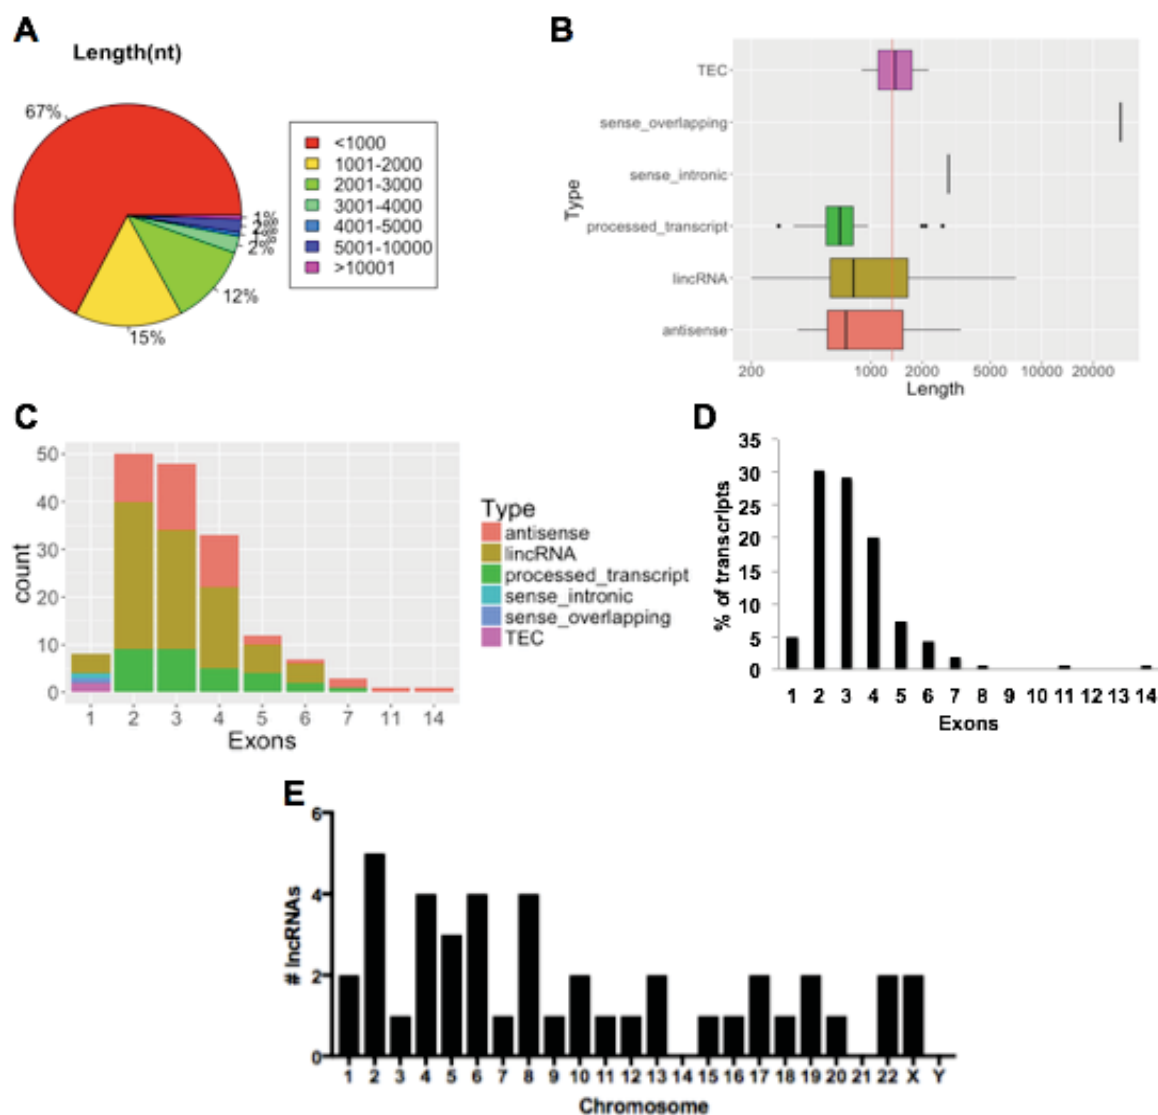 A
Length(nt)
67%
1%
2%
2%
12%
15%
<1000
1001-2000
2001-3000
3001-4000
4001-5000
5001-10000
>10001
B
Type
TEC
sense_overlapping
sense_intronic
processed_transcript
lincRNA
antisense
200 1000 2000 5000 10000 20000
Length
C
count
50
40
30
20
10
0
1 2 3 4 5 6 7 11 14
Exons
Type
antisense
lincRNA
processed_transcript
sense_intronic
sense_overlapping
TEC
D
% of transcripts
35
30
25
20
15
10
5
0
1 2 3 4 5 6 7 8 9 10 11 12 13 14
Exons
E
# lncRNAs
6
4
2
0
1 2 3 4 5 6 7 8 9 10 11 12 13 14 15 16 17 18 19 20 21 22 X Y
Chromosome